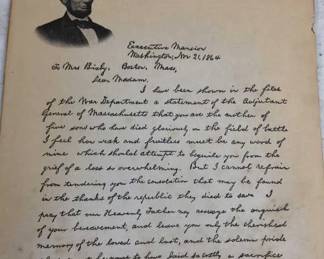 Executive Mansion
Washington, Nov 21, 1864
To Mrs Bixby, Boston, Mass,
Dear Madam.
I have been shown in the files
of the War Department a statement of the Adjutant
General of Massachusetts that you are the mother of
five sons who have died gloriously on the field of battle
I feel how weak and fruitless must be any word of
mine which should attempt to beguile you from the
grief of a loss so overwhelming. But I cannot refrain
from tendering you the consolation that may be found
in the thanks of the republic they died to save. I
pray that our Heavenly Father may assuage the anguish
of your bereavement, and leave you only the cherished
memory of the loved and lost, and the solemn pride
to have laid so costly a sacrifice